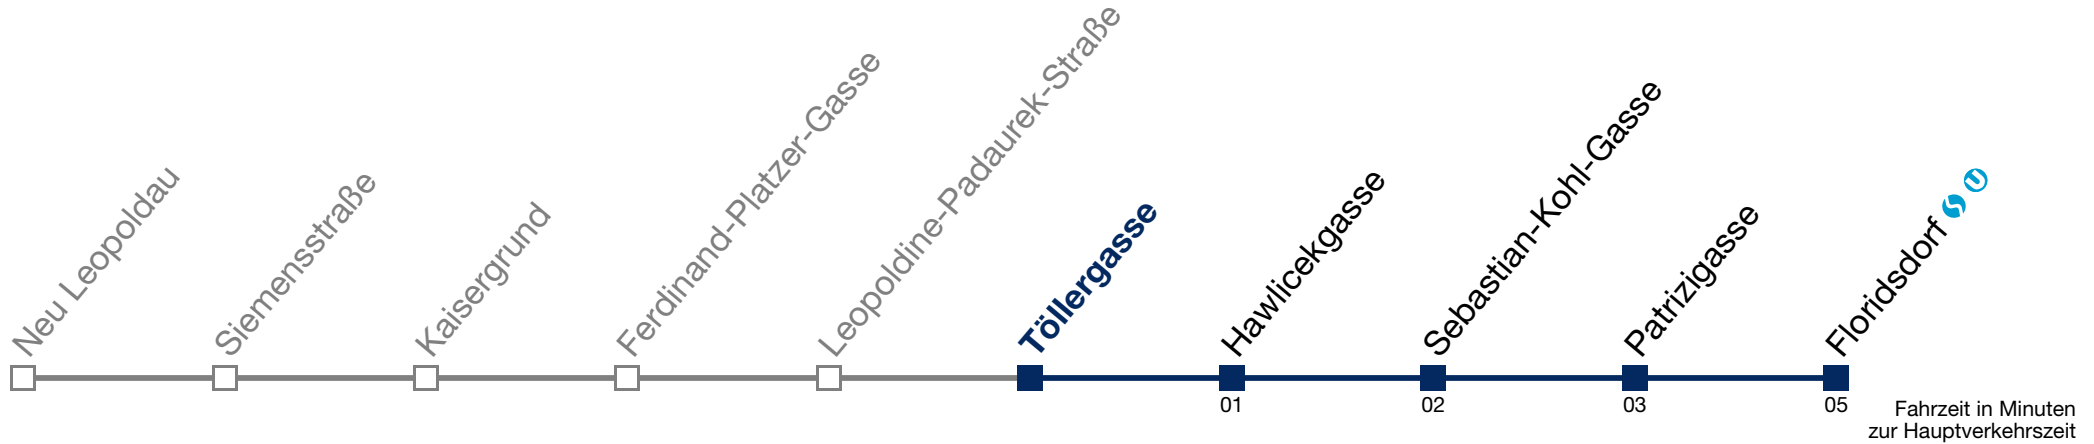 Neu Leopoldau
Siemensstraße
Kaisergrund
Ferdinand-Platzer-Gasse
Leopoldine-Padaurek-Straße
Töllergasse
Hawlicekgasse
Sebastian-Kohl-Gasse
Patrizigasse
Floridsdorf S U
01
02
03
05
Fahrzeit in Minuten
zur Hauptverkehrszeit